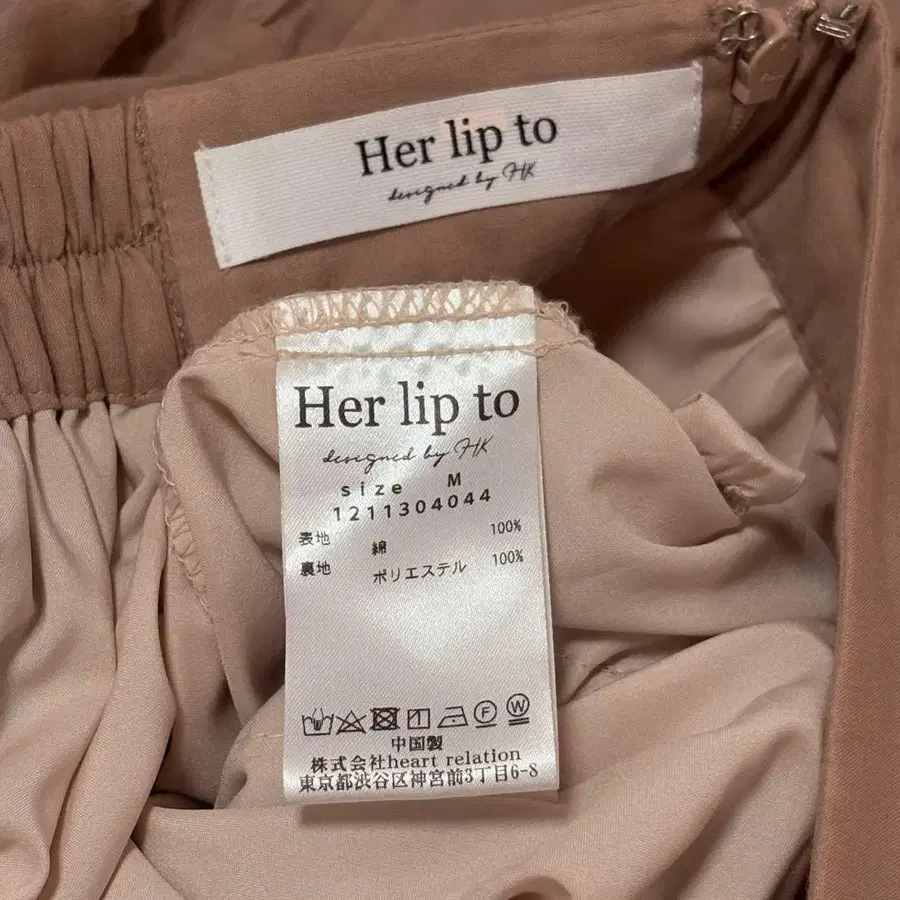 Her lip to
designed by HK
Her lip to
designed by HK
size M
1211304044
表地 綿 100%
裏地 ポリエステル 100%
F W
中国製
株式会社heart relation
東京都渋谷区神宮前3丁目6-8